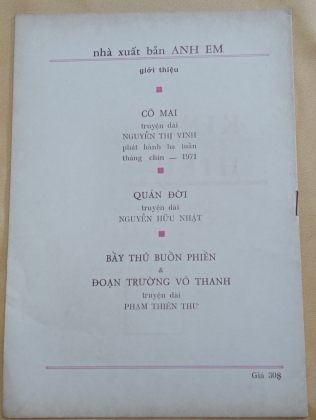 nhà xuất bản ANH EM
giới thiệu
CÔ MAI
truyện dài
NGUYỄN THỊ VINH
phát hành hạ tuần
tháng chín — 1971
QUÁN ĐỜI
truyện dài
NGUYỄN HỮU NHẬT
BẦY THÚ BUỒN PHIỀN
&
ĐOẠN TRƯỜNG VÔ THANH
truyện dài
PHẠM THIÊN THƯ
Giá 30$